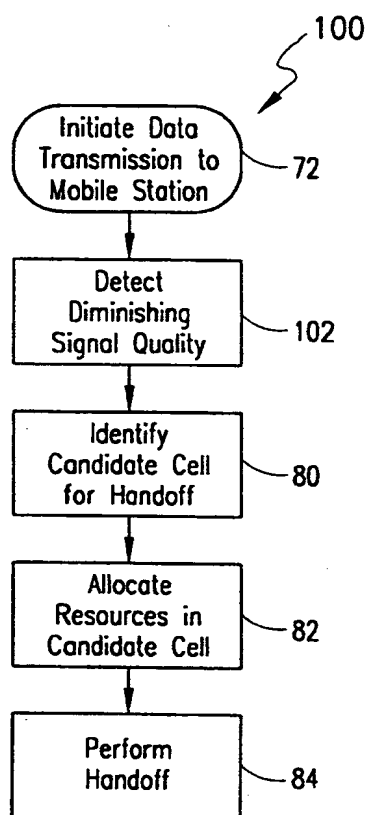 100
Initiate Data
Transmission to
Mobile Station
72
Detect
Diminishing
Signal Quality
102
Identify
Candidate Cell
for Handoff
80
Allocate
Resources in
Candidate Cell
82
Perform
Handoff
84